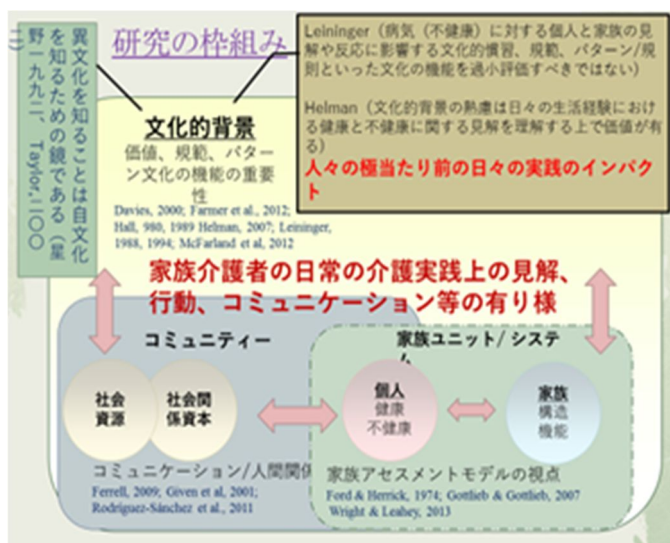 研究の枠組み
異文化を知ることは自文化
を知るための鏡である（星
野一九九二、Taylor,二〇〇
二）
Leininger（病気（不健康）に対する個人と家族の見
解や反応に影響する文化的慣習、規範、パターン/規
則といった文化の機能を過小評価すべきではない）
Helman（文化的背景の熟慮は日々の生活経験におけ
る健康と不健康に関する見解を理解する上で価値が有
る）
人々の極当たり前の日々の実践のインパク
ト
文化的背景
価値、規範、パター
ン文化の機能の重要
性
Davies, 2000; Farmer et al., 2012;
Hall, 980, 1989 Helman, 2007; Leininger,
1988, 1994; McFarland et al, 2012
家族介護者の日常の介護実践上の見解、
行動、コミュニケーション等の有り様
コミュニティー
社会
資源
社会関
係資本
コミュニケーション/人間関係
Ferrell, 2009; Given et al, 2001;
Rodríguez-Sánchez et al., 2011
家族ユニット/ システ
ム
個人
健康
不健康
家族
構造
機能
家族アセスメントモデルの視点
Ford & Herrick, 1974; Gottlieb & Gottlieb, 2007
Wright & Leahey, 2013